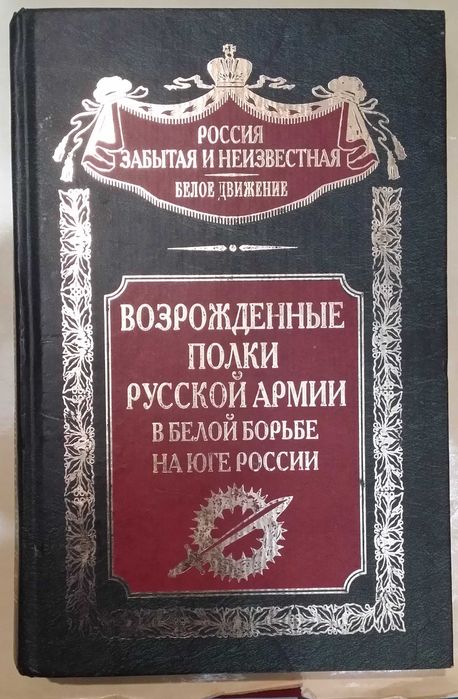 РОССИЯ
ЗАБЫТАЯ И НЕИЗВЕСТНАЯ
БЕЛОЕ ДВИЖЕНИЕ
ВОЗРОЖДЕННЫЕ
ПОЛКИ
РУССКОЙ АРМИИ
В БЕЛОЙ БОРЬБЕ
НА ЮГЕ РОССИИ